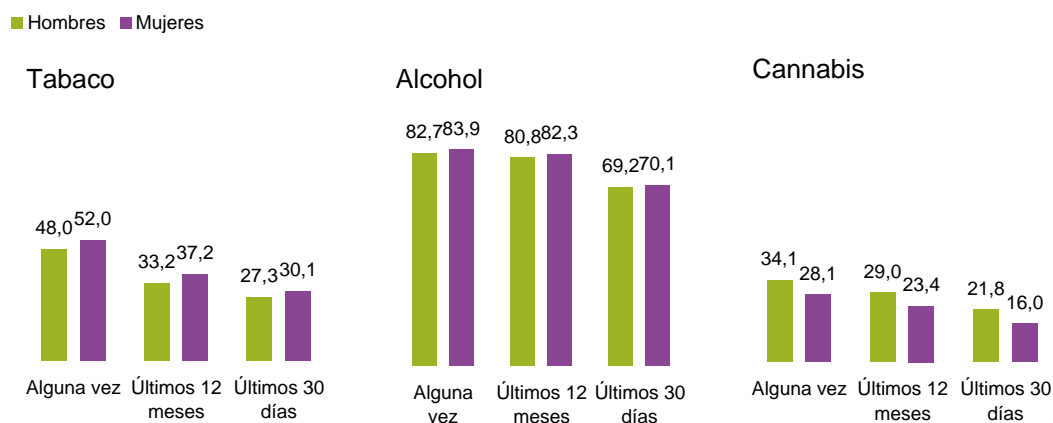 Hombres Mujeres
Tabaco
48,0 52,0
33,2 37,2
27,3 30,1
Alguna vez
Últimos 12
meses
Últimos 30
días
Alcohol
82,7 83,9
80,8 82,3
69,2 70,1
Alguna
vez
Últimos 12
meses
Últimos 30
días
Cannabis
34,1 28,1
29,0 23,4
21,8 16,0
Alguna vez
Últimos 12
meses
Últimos 30
días